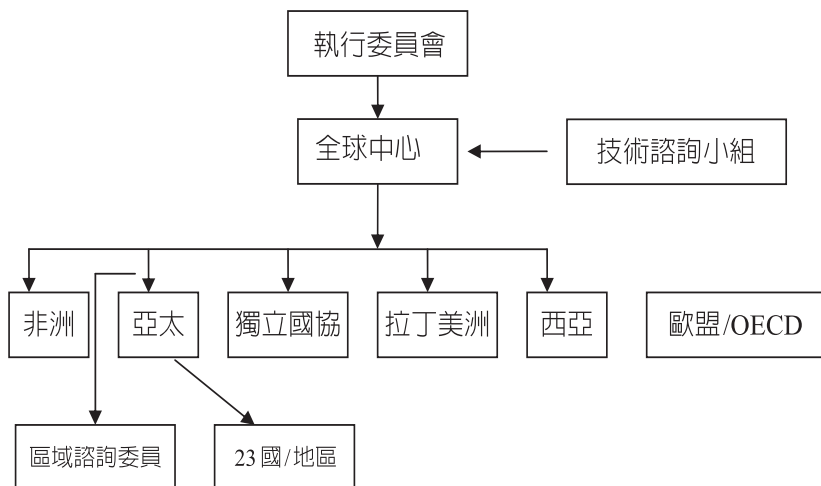 執行委員會
全球中心
技術諮詢小組
非洲
亞太
獨立國協
拉丁美洲
西亞
歐盟/OECD
區域諮詢委員
23 國/地區